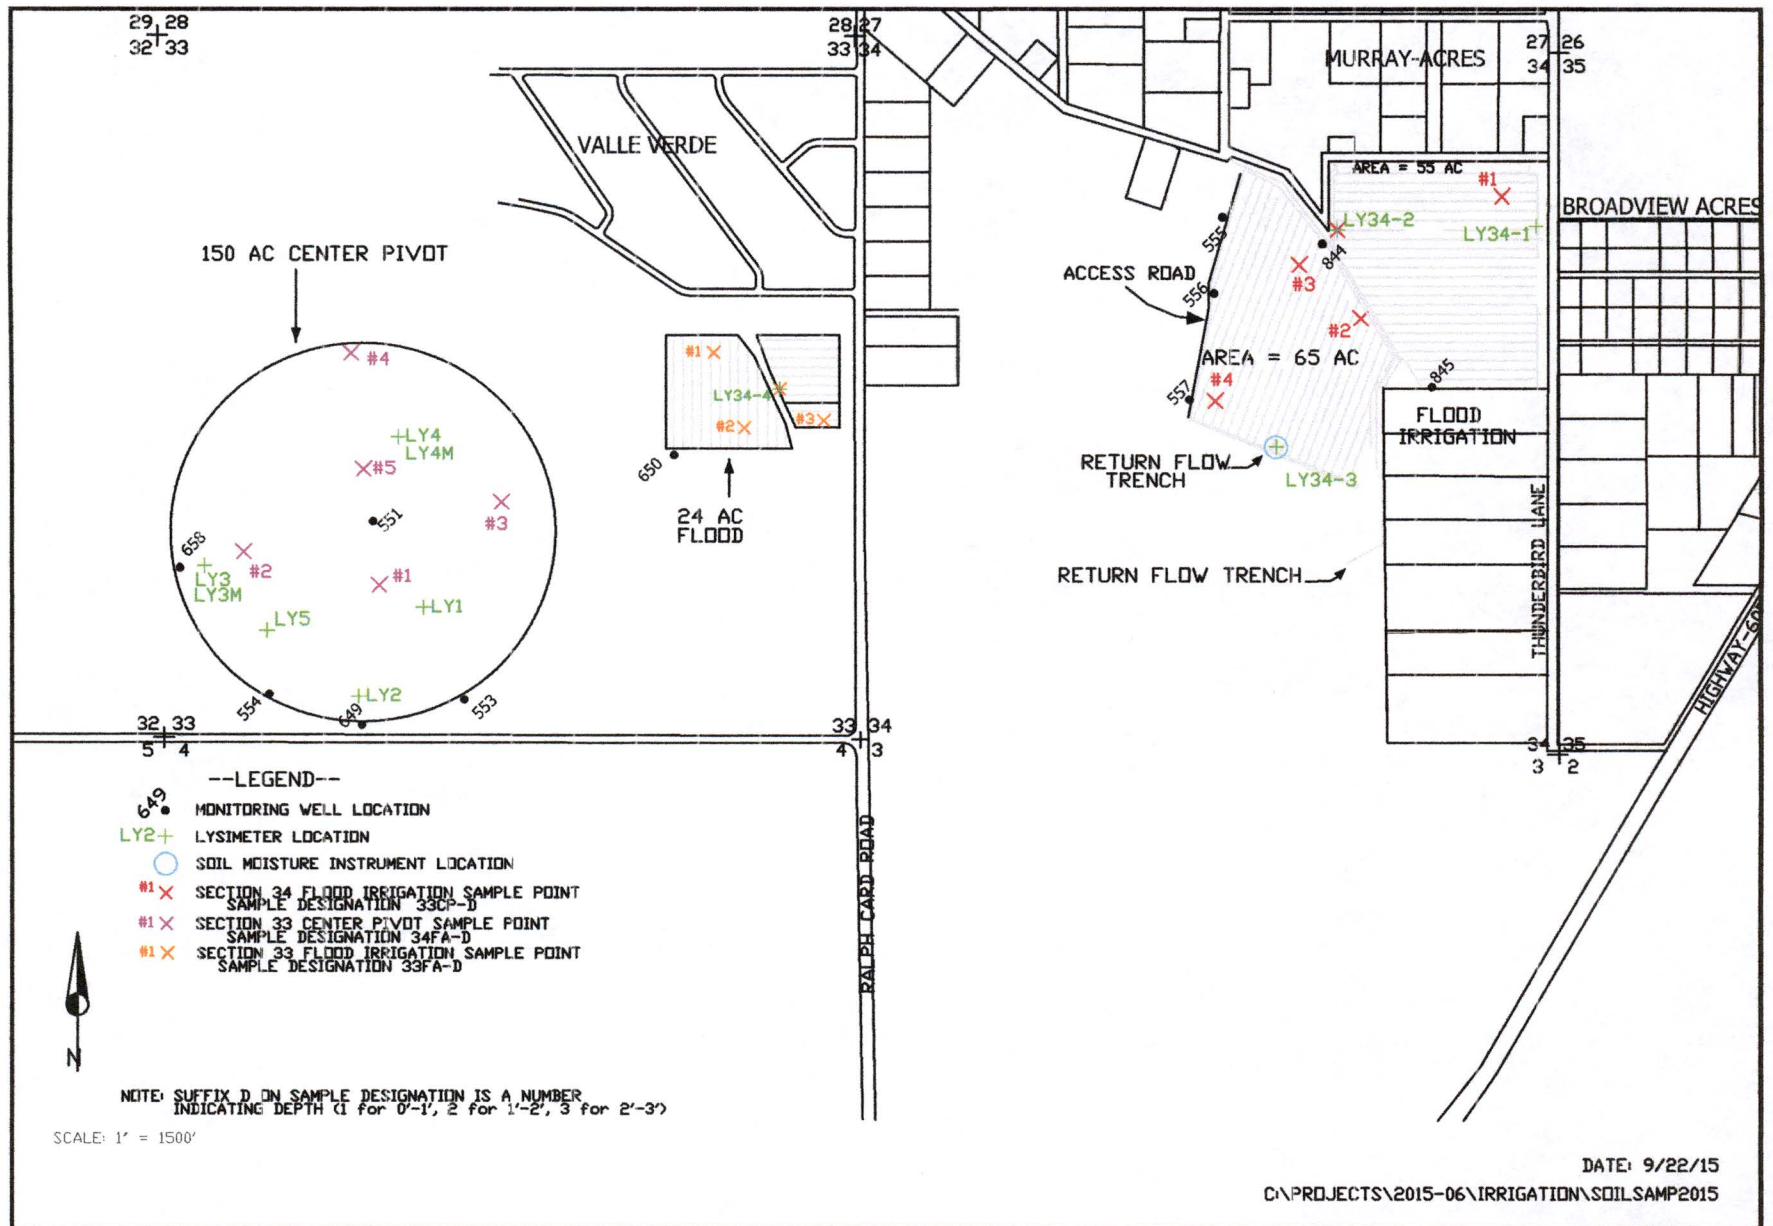 29 28
32 33
28 27
33 34
27 26
34 35
MURRAY-ACRES
VALLE VERDE
AREA = 55 AC
#1
BROADVIEW ACRES
LY34-2
LY34-1
555
844
150 AC CENTER PIVOT
ACCESS ROAD
#3
556
#2
#4
#1
AREA = 65 AC
#4
845
LY34-4
557
#2
#3
FLOOD
IRRIGATION
LY4
LY4M
#5
650
RETURN FLOW
TRENCH
LY34-3
#3
551
24 AC
FLOOD
THUNDERBIRD LANE
658
#2
LY3
LY3M
#1
LY1
RETURN FLOW TRENCH
LY5
LY2
554
649
553
HIGHWAY-605
32 33
5 4
33 34
4 3
34 35
3 2
--LEGEND--
649 MONITORING WELL LOCATION
LY2 LYSIMETER LOCATION
SOIL MOISTURE INSTRUMENT LOCATION
#1 SECTION 34 FLOOD IRRIGATION SAMPLE POINT
SAMPLE DESIGNATION 33CP-D
#1 SECTION 33 CENTER PIVOT SAMPLE POINT
SAMPLE DESIGNATION 34FA-D
#1 SECTION 33 FLOOD IRRIGATION SAMPLE POINT
SAMPLE DESIGNATION 33FA-D
RALPH CARD ROAD
N
NOTE: SUFFIX D ON SAMPLE DESIGNATION IS A NUMBER
INDICATING DEPTH (1 for 0'-1', 2 for 1'-2', 3 for 2'-3')
SCALE: 1" = 1500'
DATE: 9/22/15
C:\PROJECTS\2015-06\IRRIGATION\SOILSAMP2015